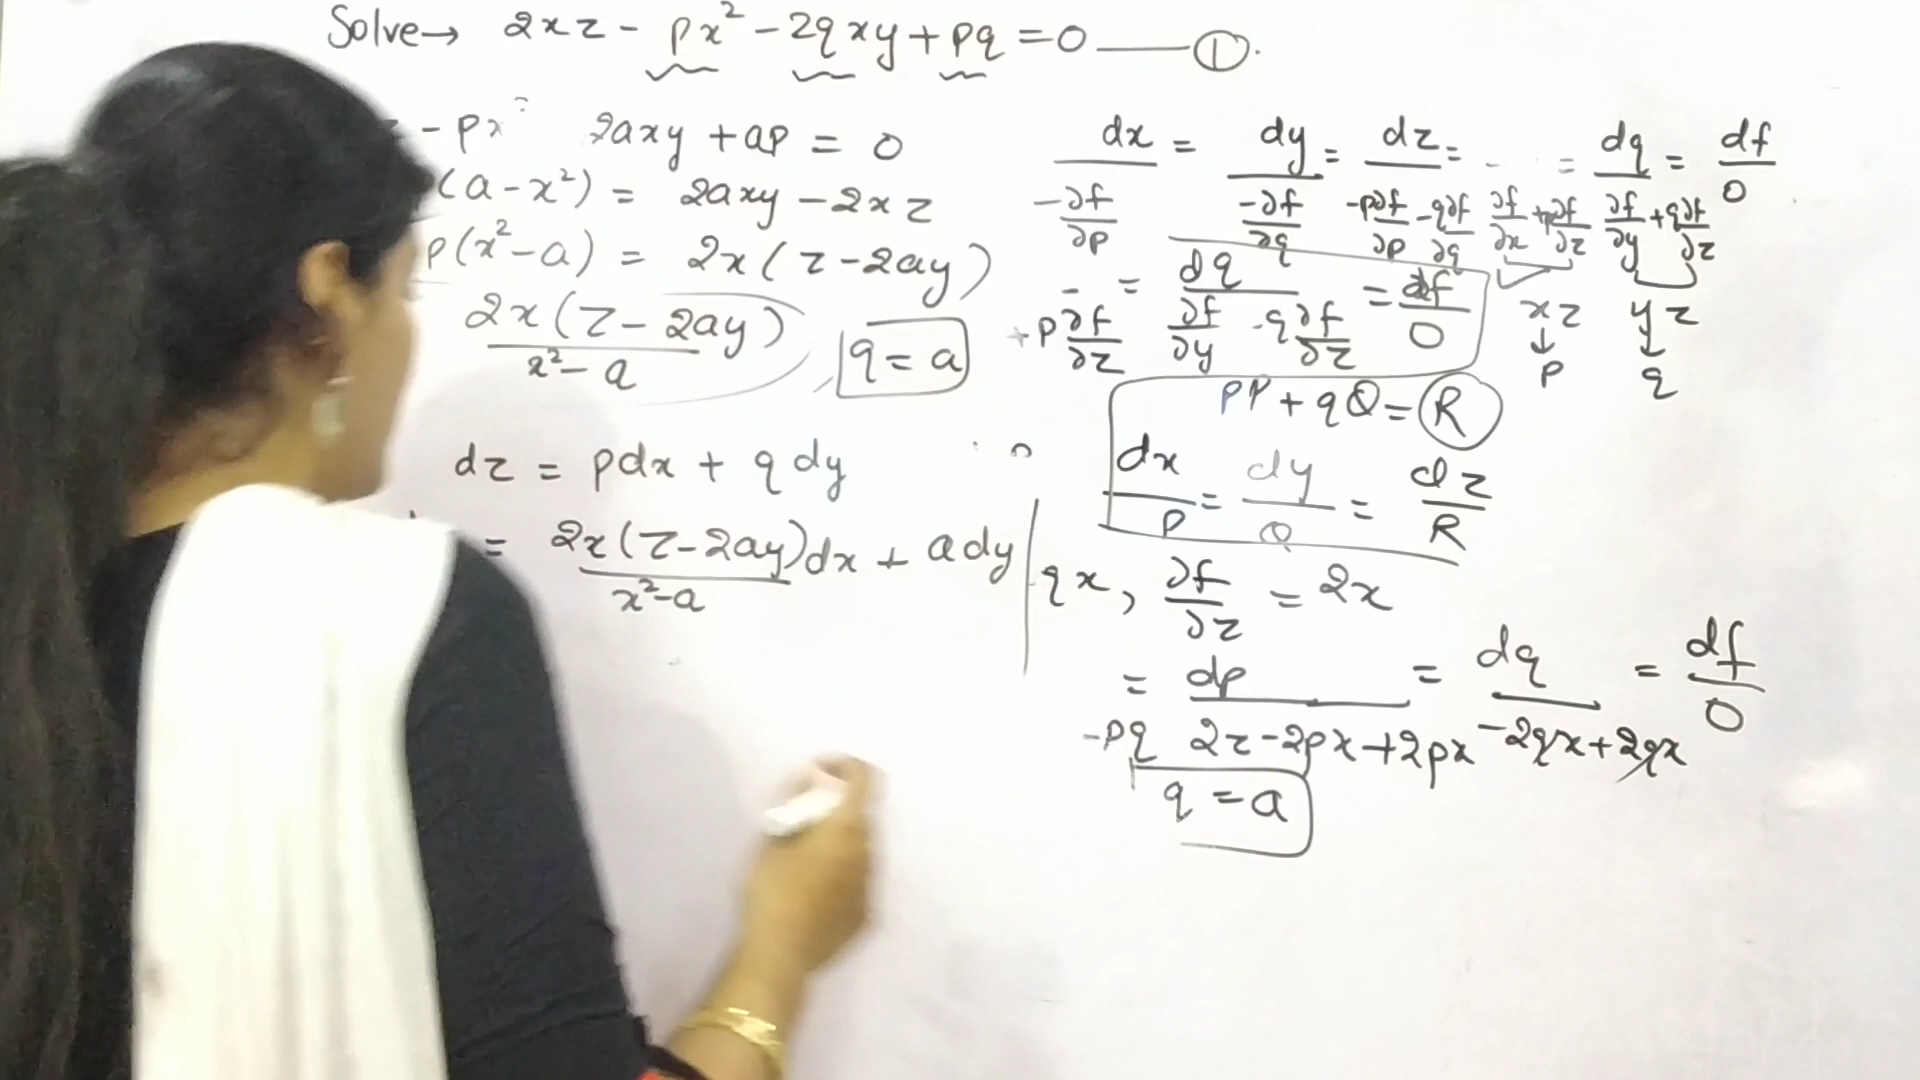 Solve→ 2xz - px² - 2qxy + pq = 0 —— ①.
- px² 2axy + ap = 0
(a - x²) = 2axy - 2xz
p(x² - a) = 2x(z - 2ay)
2x(z - 2ay) / x² - a
q = a
dz = pdx + qdy
= 2x(z - 2ay)/x² - a dx + ady
dx / -∂f/∂p = dy / -∂f/∂q = dz / -p∂f/∂p - q∂f/∂q = - = dq / ∂f/∂y + q∂f/∂z = df / 0
∂f/∂x + p∂f/∂z
xz yz
↓ ↓
p q
+ p∂f/∂z = dq / ∂f/∂y - q∂f/∂z = df / 0
pP + qQ = R
dx/P = dy/Q = dz/R
qx, ∂f/∂z = 2x
-pq = dp / 2z - 2px + 2px = dq / -2qx + 2qx = df / 0
q = a